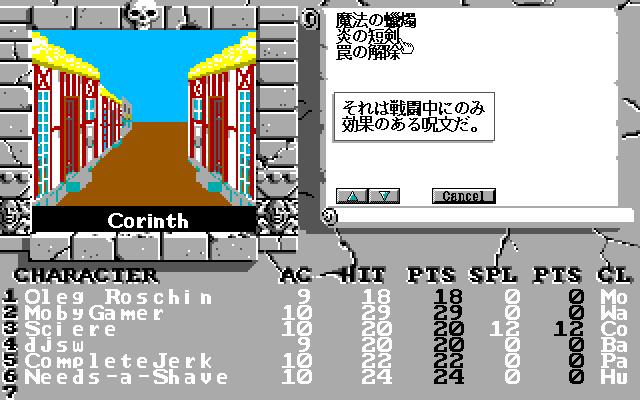 魔法の蠟燭
炎の短剣
罠の解除
それは戦闘中にのみ
効果のある呪文だ。
Cancel
Corinth
CHARACTER AC HIT PTS SPL PTS CL
1 Oleg Roschin 9 18 18 0 0 Mo
2 MobyGamer 10 29 29 0 0 Wa
3 Sciere 10 20 20 12 12 Co
4 djsw 9 20 20 0 0 Ba
5 CompleteJerk 10 22 22 0 0 Pa
6 Needs-a-Shave 10 24 24 0 0 Hu
7